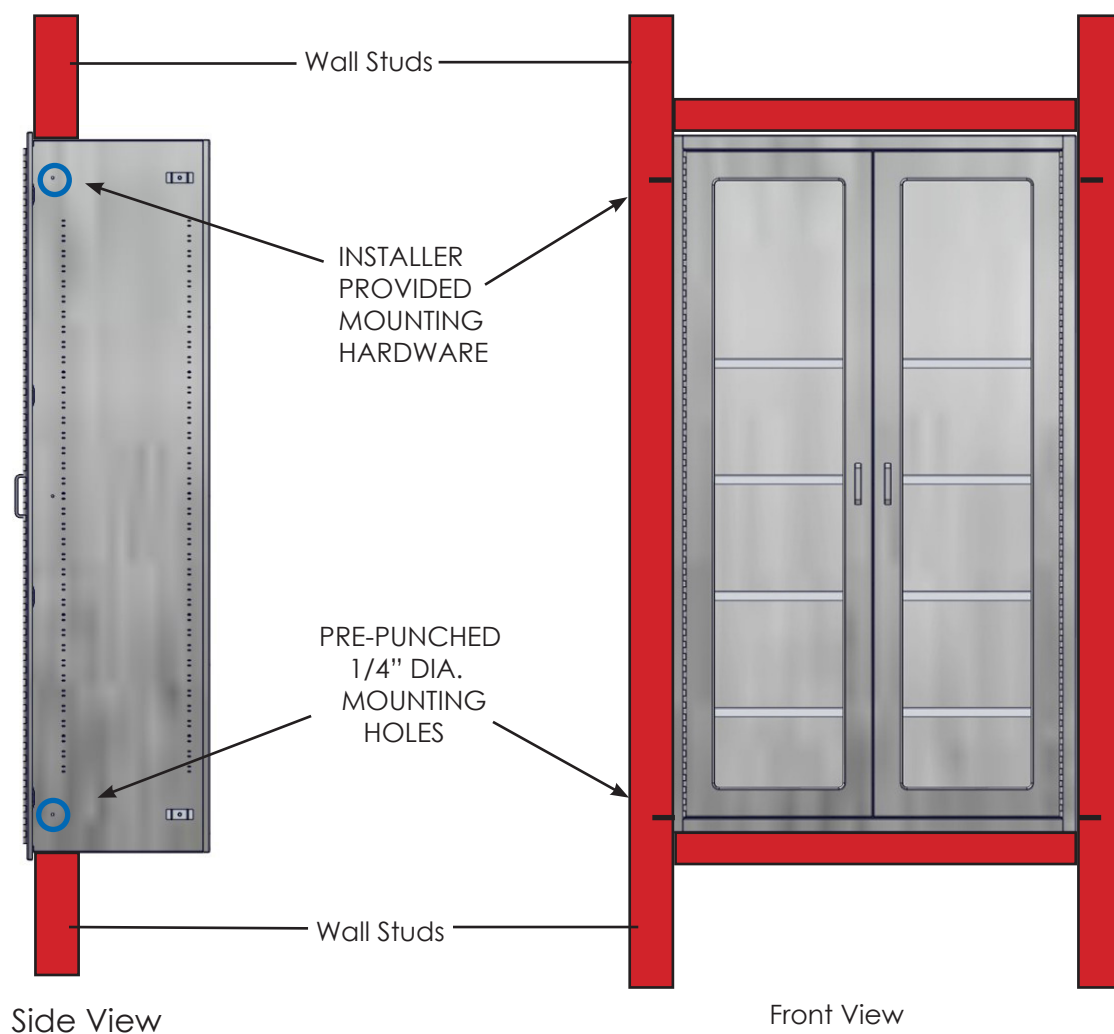 Wall Studs
INSTALLER
PROVIDED
MOUNTING
HARDWARE
PRE-PUNCHED
1/4” DIA.
MOUNTING
HOLES
Wall Studs
Side View
Front View